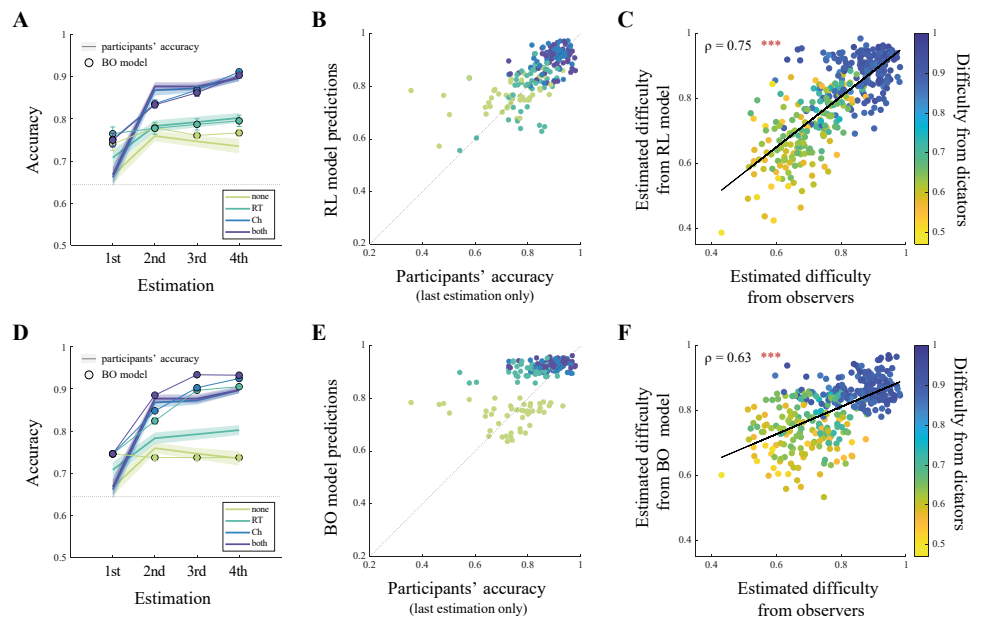 A
participants' accuracy
BO model
Accuracy
1
0.9
0.8
0.7
0.6
0.5
1st 2nd 3rd 4th
Estimation
none
RT
Ch
both
B
RL model predictions
1
0.8
0.6
0.4
0.2
0.2 0.4 0.6 0.8 1
Participants' accuracy
(last estimation only)
C
ρ = 0.75 ***
Estimated difficulty
from RL model
1
0.8
0.6
0.4
0.4 0.6 0.8 1
Estimated difficulty
from observers
1
0.9
0.8
0.7
0.6
0.5
Difficulty from dictators
D
participants' accuracy
BO model
Accuracy
1
0.9
0.8
0.7
0.6
0.5
1st 2nd 3rd 4th
Estimation
none
RT
Ch
both
E
BO model predictions
1
0.8
0.6
0.4
0.2
0.2 0.4 0.6 0.8 1
Participants' accuracy
(last estimation only)
F
ρ = 0.63 ***
Estimated difficulty
from BO model
1
0.8
0.6
0.4
0.4 0.6 0.8 1
Estimated difficulty
from observers
1
0.9
0.8
0.7
0.6
0.5
Difficulty from dictators